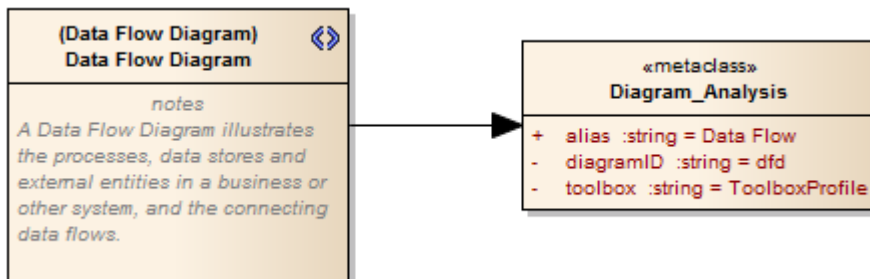 (Data Flow Diagram)
Data Flow Diagram
notes
A Data Flow Diagram illustrates
the processes, data stores and
external entities in a business or
other system, and the connecting
data flows.
«metaclass»
Diagram_Analysis
+ alias :string = Data Flow
- diagramID :string = dfd
- toolbox :string = ToolboxProfile